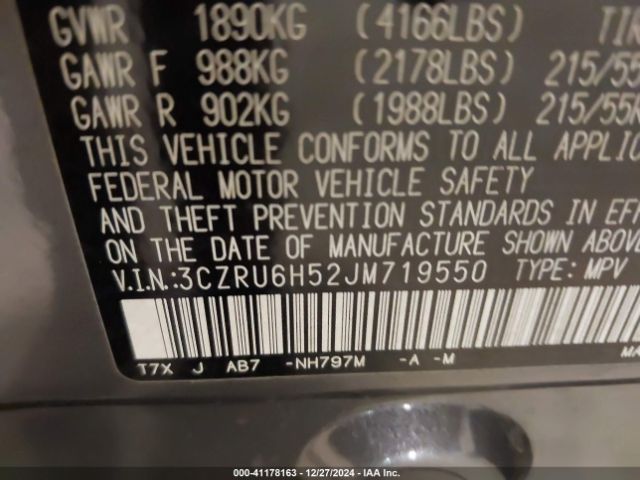 GVWR 1890KG (4166LBS)
GAWR F 988KG (2178LBS) 215/55
GAWR R 902KG (1988LBS) 215/55
THIS VEHICLE CONFORMS TO ALL APPLIC
FEDERAL MOTOR VEHICLE SAFETY
AND THEFT PREVENTION STANDARDS IN EFF
ON THE DATE OF MANUFACTURE SHOWN ABOVE
V.I.N.:3CZRU6H52JM719550 TYPE: MPV
T7X J AB7 -NH797M -A -M
000-41178163 • 12/27/2024 - IAA Inc.